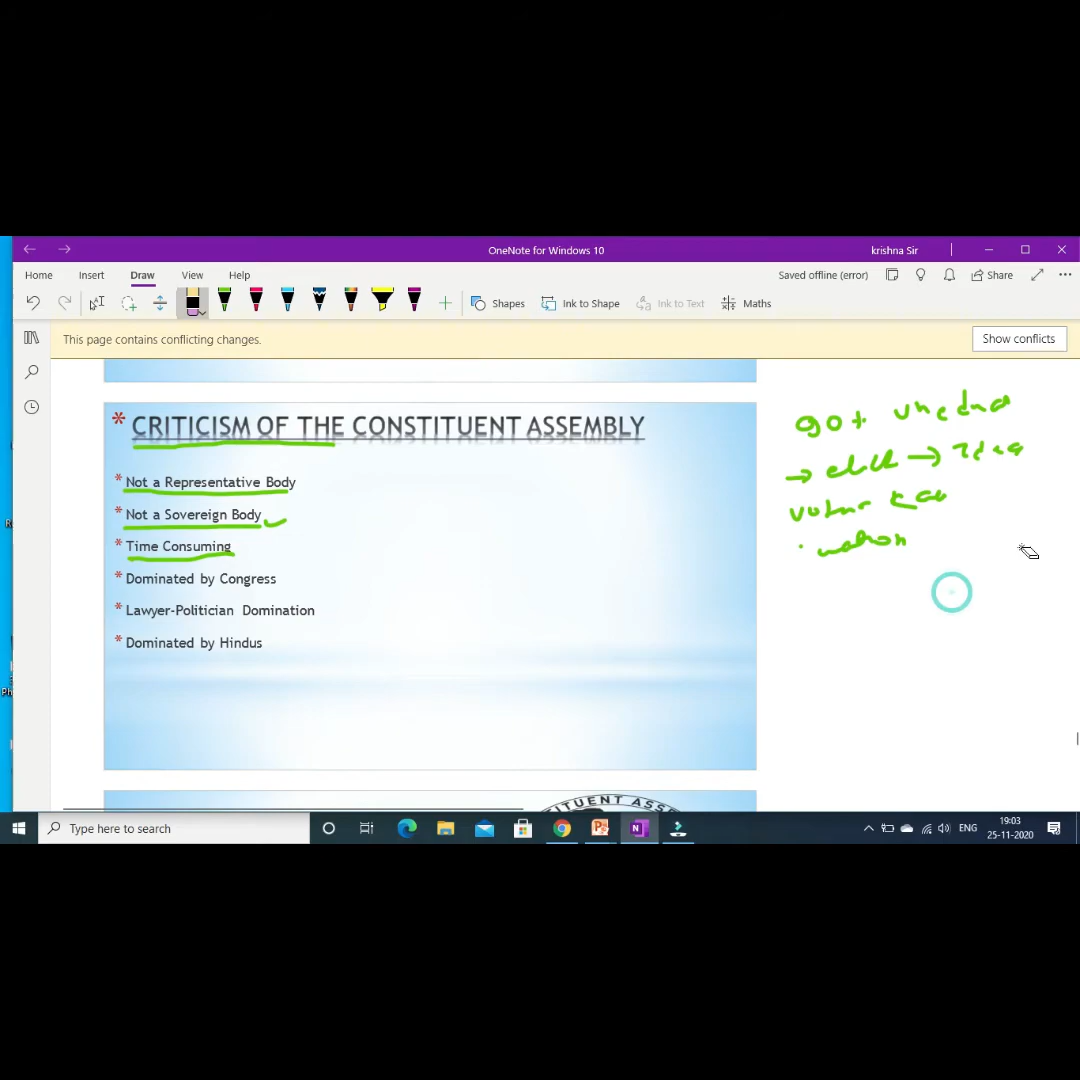 OneNote for Windows 10
krishna Sir
Home Insert Draw View Help
Saved offline (error)
Share
Shapes Ink to Shape Ink to Text Maths
This page contains conflicting changes.
Show conflicts
* CRITICISM OF THE CONSTITUENT ASSEMBLY
* Not a Representative Body
* Not a Sovereign Body
* Time Consuming
* Dominated by Congress
* Lawyer-Politician Domination
* Dominated by Hindus
got
→ →
TITUENT ASSE
Type here to search
ENG
19:03
25-11-2020